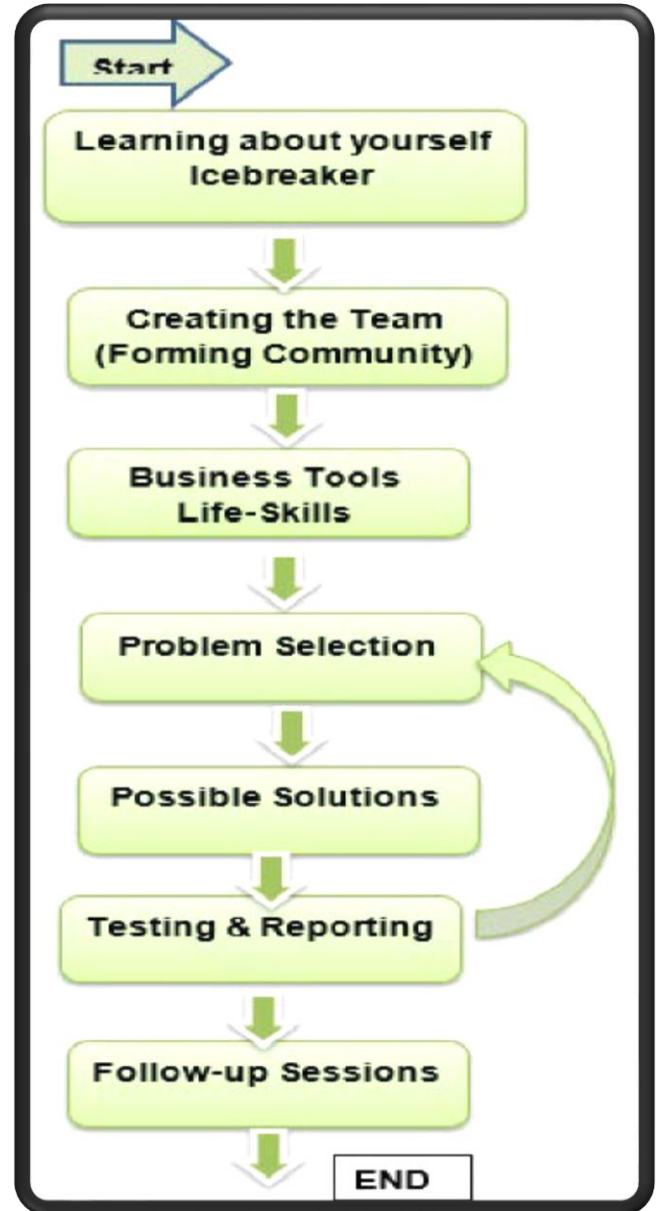 Start
Learning about yourself
Icebreaker
Creating the Team
(Forming Community)
Business Tools
Life-Skills
Problem Selection
Possible Solutions
Testing & Reporting
Follow-up Sessions
END